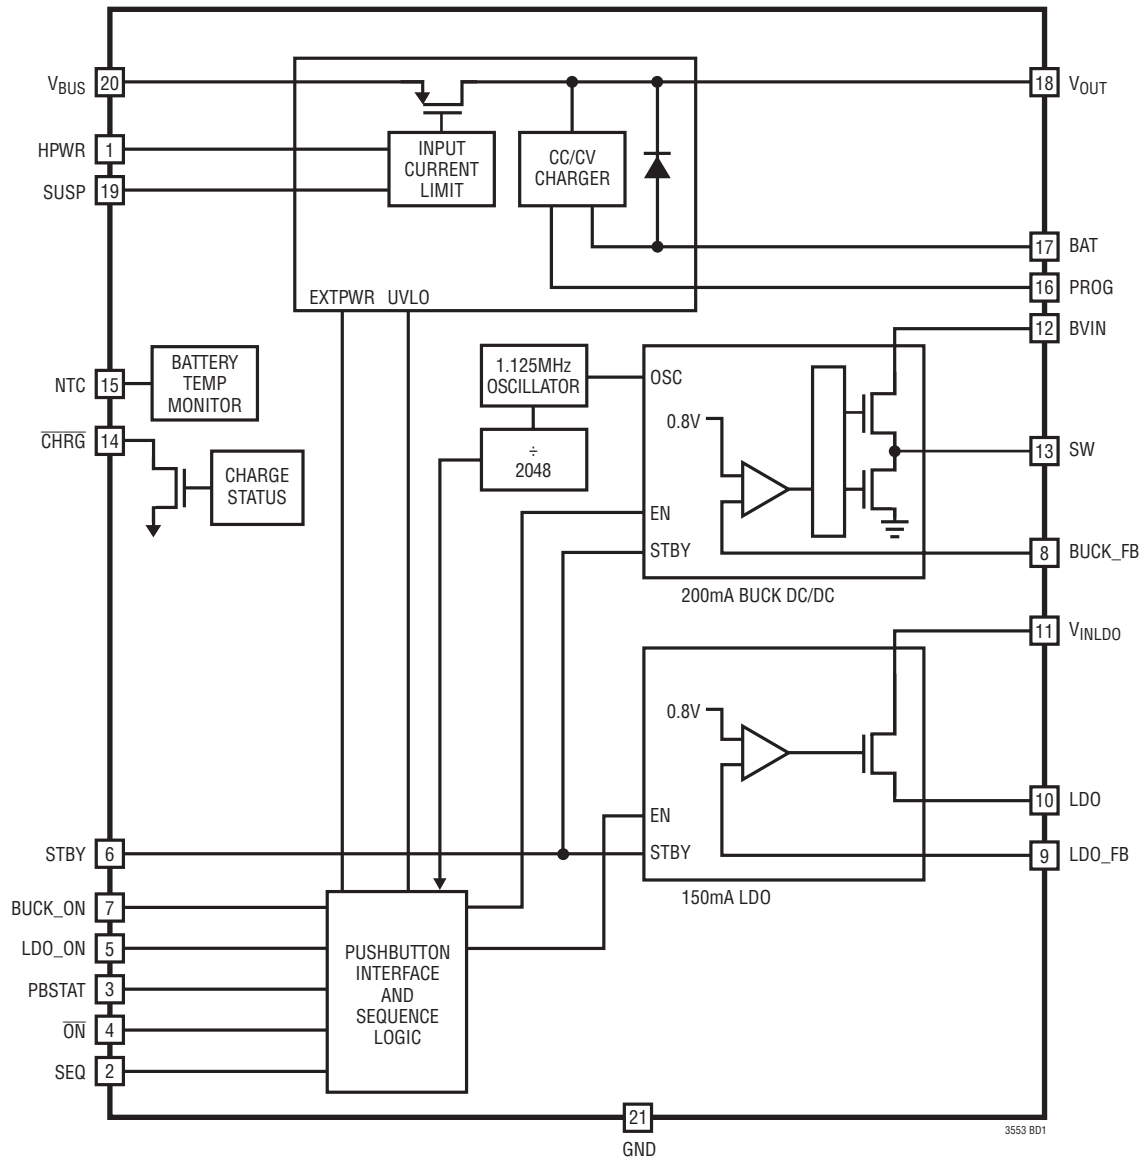 VBUS 20
18 VOUT
HPWR 1
SUSP 19
INPUT
CURRENT
LIMIT
CC/CV
CHARGER
17 BAT
16 PROG
EXTPWR UVLO
12 BVIN
NTC 15
BATTERY
TEMP
MONITOR
CHRG 14
CHARGE
STATUS
1.125MHz
OSCILLATOR
÷
2048
OSC
0.8V
13 SW
EN
STBY
8 BUCK_FB
200mA BUCK DC/DC
11 VINLDO
0.8V
10 LDO
EN
STBY
9 LDO_FB
150mA LDO
STBY 6
BUCK_ON 7
LDO_ON 5
PBSTAT 3
ON 4
SEQ 2
PUSHBUTTON
INTERFACE
AND
SEQUENCE
LOGIC
21
GND
3553 BD1